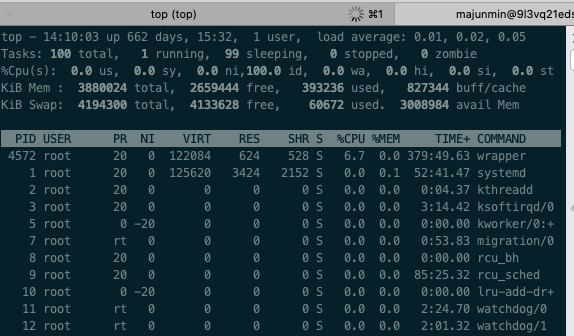 top (top) ⌘1 majunmin@9l3vq21eds
top - 14:10:03 up 662 days, 15:32, 1 user, load average: 0.01, 0.02, 0.05
Tasks: 100 total, 1 running, 99 sleeping, 0 stopped, 0 zombie
%Cpu(s): 0.0 us, 0.0 sy, 0.0 ni,100.0 id, 0.0 wa, 0.0 hi, 0.0 si, 0.0 st
KiB Mem : 3880024 total, 2659444 free, 393236 used, 827344 buff/cache
KiB Swap: 4194300 total, 4133628 free, 60672 used. 3008984 avail Mem
PID USER PR NI VIRT RES SHR S %CPU %MEM TIME+ COMMAND
4572 root 20 0 122084 624 528 S 6.7 0.0 379:49.63 wrapper
1 root 20 0 125620 3424 2152 S 0.0 0.1 52:41.47 systemd
2 root 20 0 0 0 0 S 0.0 0.0 0:04.37 kthreadd
3 root 20 0 0 0 0 S 0.0 0.0 3:14.42 ksoftirqd/0
5 root 0 -20 0 0 0 S 0.0 0.0 0:00.00 kworker/0:+
7 root rt 0 0 0 0 S 0.0 0.0 0:53.83 migration/0
8 root 20 0 0 0 0 S 0.0 0.0 0:00.00 rcu_bh
9 root 20 0 0 0 0 S 0.0 0.0 85:25.32 rcu_sched
10 root 0 -20 0 0 0 S 0.0 0.0 0:00.00 lru-add-dr+
11 root rt 0 0 0 0 S 0.0 0.0 2:24.70 watchdog/0
12 root rt 0 0 0 0 S 0.0 0.0 2:01.32 watchdog/1